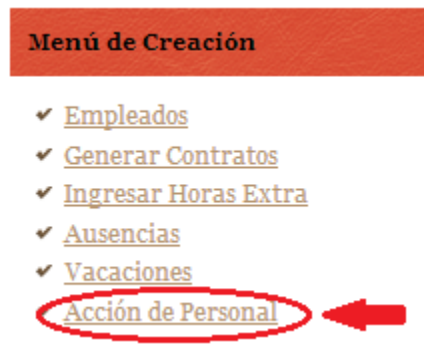 Menú de Creación
Empleados
Generar Contratos
Ingresar Horas Extra
Ausencias
Vacaciones
Acción de Personal